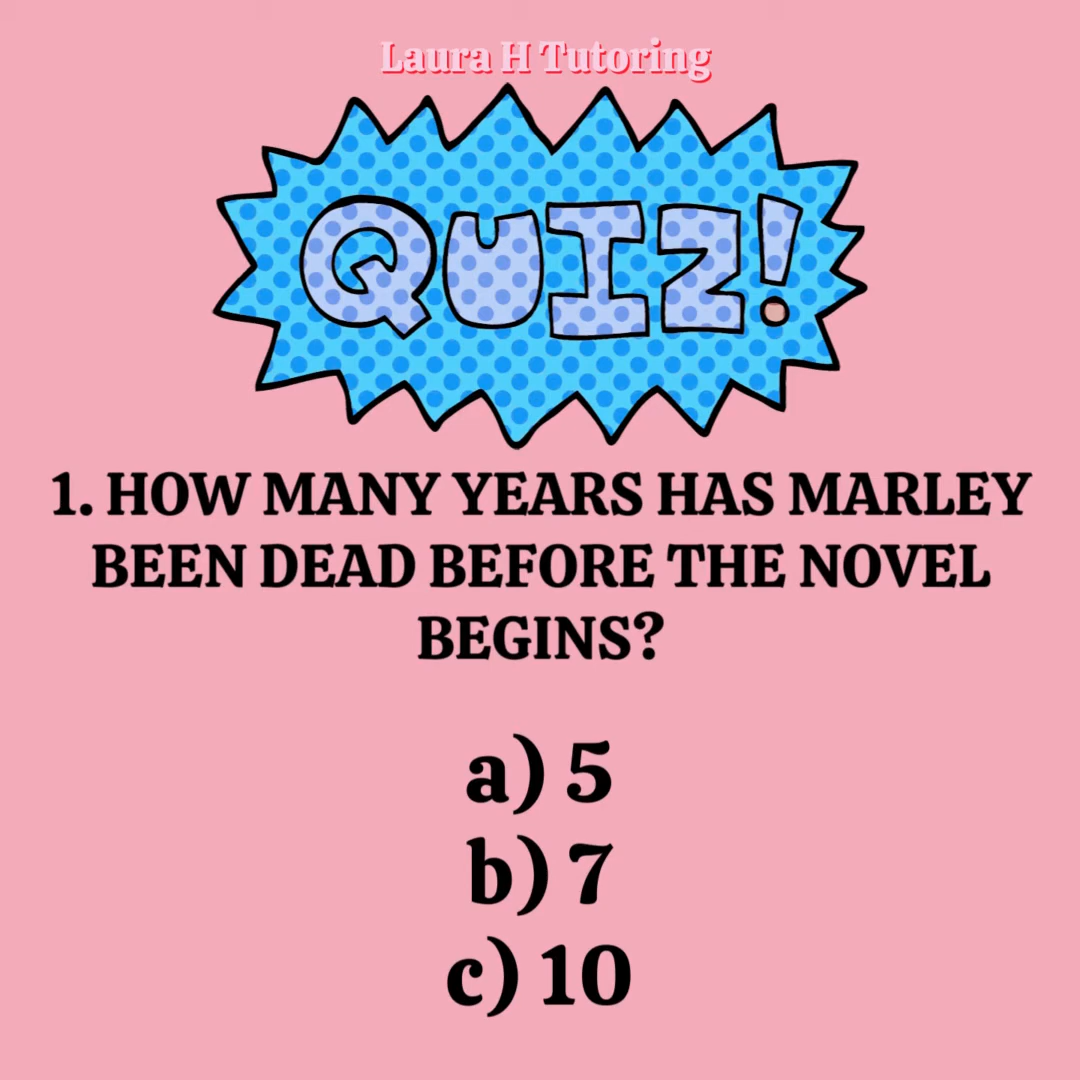 Laura H Tutoring
QUIZ!
1. HOW MANY YEARS HAS MARLEY
BEEN DEAD BEFORE THE NOVEL
BEGINS?
a) 5
b) 7
c) 10